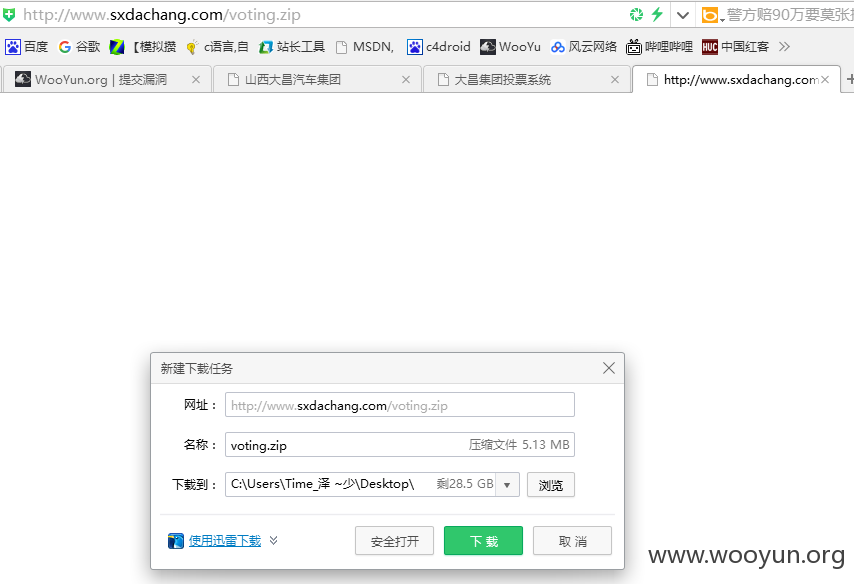 http://www.sxdachang.com/voting.zip
警方赔90万要莫张
百度 谷歌 【模拟攒 c语言,自 站长工具 MSDN, c4droid WooYu 风云网络 哔哩哔哩 HUC 中国红客
WooYun.org | 提交漏洞 山西大昌汽车集团 大昌集团投票系统 http://www.sxdachang.com
新建下载任务
网址： http://www.sxdachang.com/voting.zip
名称： voting.zip 压缩文件 5.13 MB
下载到： C:\Users\Time_泽 ~少\Desktop\ 剩28.5 GB 浏览
使用迅雷下载 安全打开 下 载 取 消
www.wooyun.org